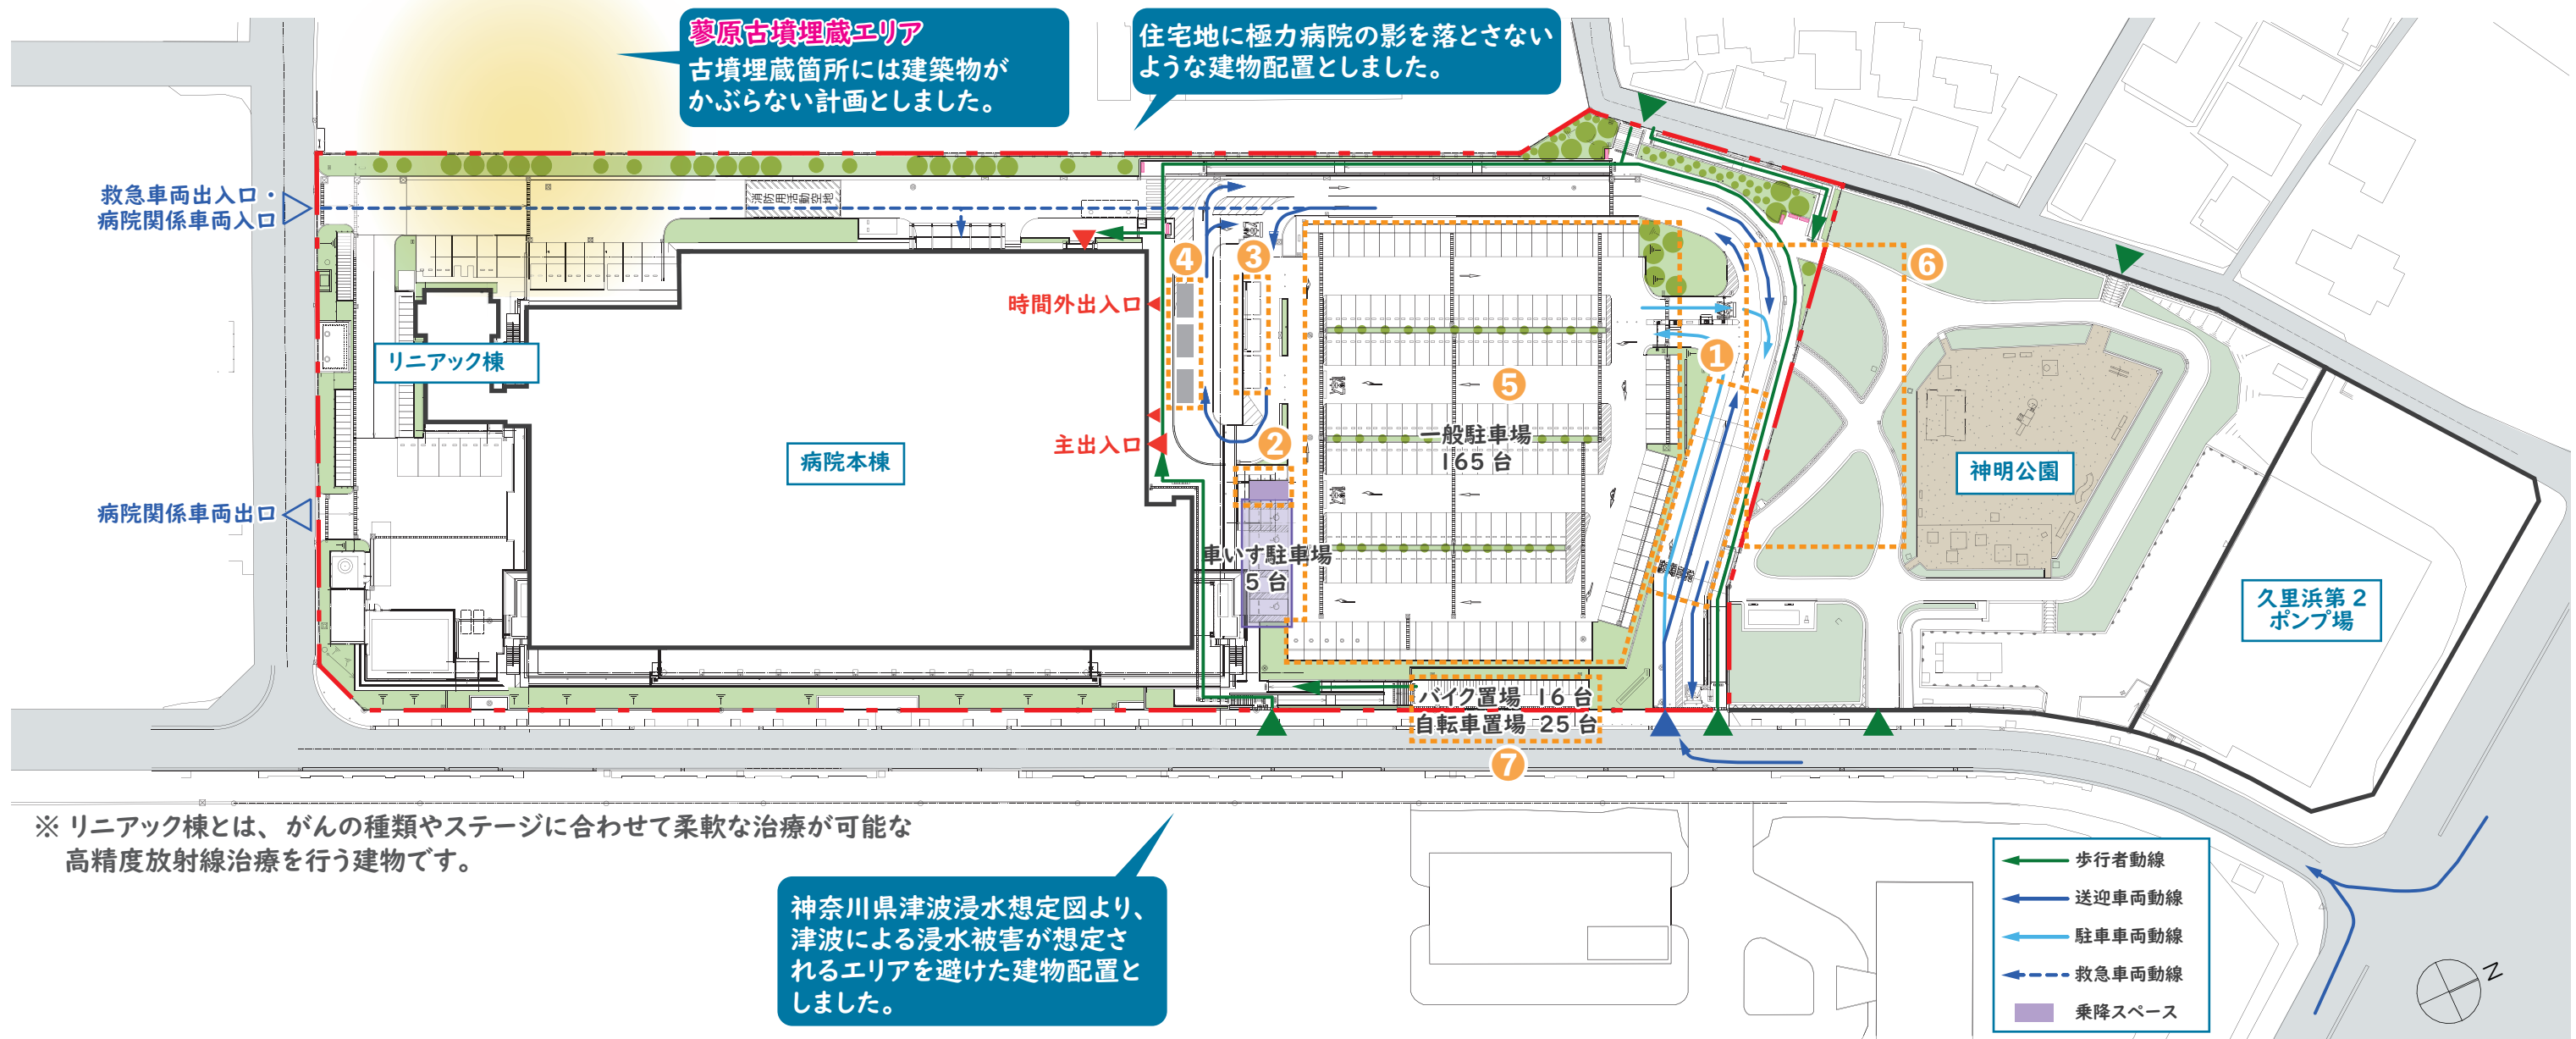 蓼原古墳埋蔵エリア
古墳埋蔵箇所には建築物が
かぶらない計画としました。
住宅地に極力病院の影を落とさない
ような建物配置としました。
救急車両出入口・
病院関係車両入口
消防用活動空地
4
3
6
時間外出入口
リニアック棟
1
5
一般駐車場
165 台
2
主出入口
病院本棟
神明公園
病院関係車両出口
車いす駐車場
5 台
久里浜第 2
ポンプ場
バイク置場 16 台
自転車置場 25 台
7
※ リニアック棟とは、がんの種類やステージに合わせて柔軟な治療が可能な
高精度放射線治療を行う建物です。
神奈川県津波浸水想定図より、
津波による浸水被害が想定さ
れるエリアを避けた建物配置と
しました。
歩行者動線
送迎車両動線
駐車車両動線
救急車両動線
乗降スペース
N